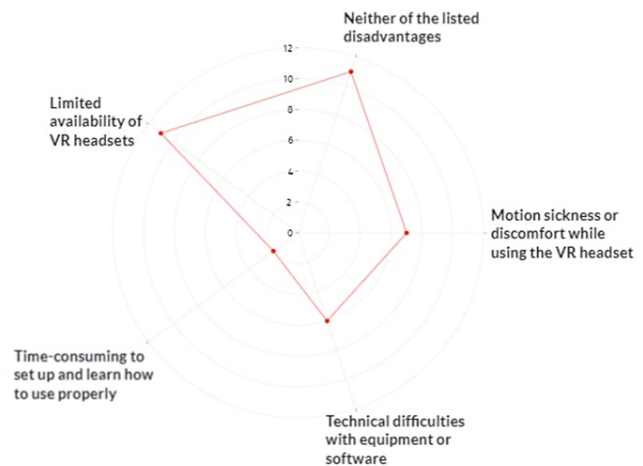 Neither of the listed
disadvantages
Limited
availability of
VR headsets
12
10
8
6
4
2
0
Motion sickness or
discomfort while
using the VR headset
Time-consuming to
set up and learn how
to use properly
Technical difficulties
with equipment or
software